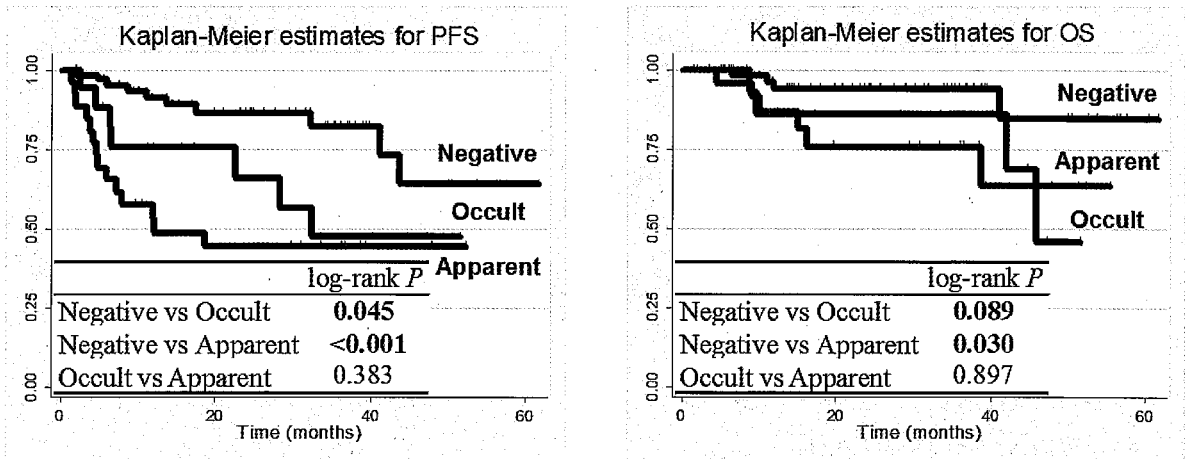 Kaplan-Meier estimates for PFS
1.00
0.75
0.50
0.25
0.00
Negative
Occult
Apparent
log-rank P
Negative vs Occult 0.045
Negative vs Apparent <0.001
Occult vs Apparent 0.383
0 20 40 60
Time (months)
Kaplan-Meier estimates for OS
1.00
0.75
0.50
0.25
0.00
Negative
Apparent
Occult
log-rank P
Negative vs Occult 0.089
Negative vs Apparent 0.030
Occult vs Apparent 0.897
0 20 40 60
Time (months)